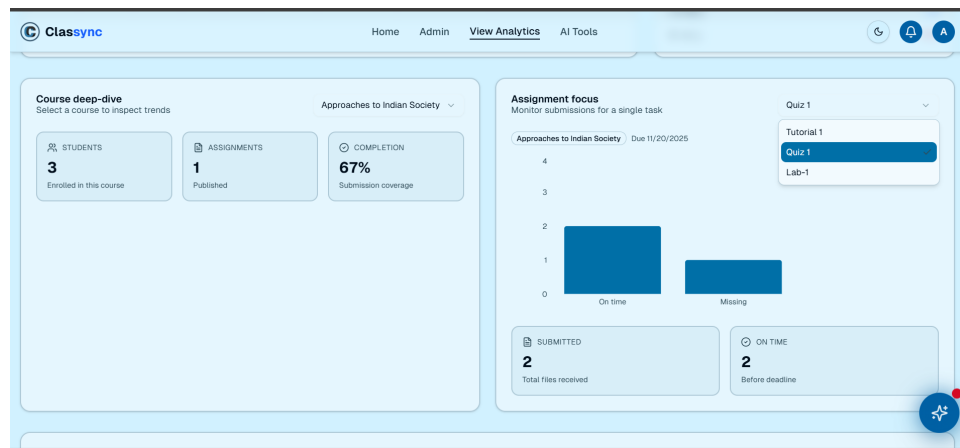 Classync
Home Admin View Analytics AI Tools
A
Course deep-dive
Select a course to inspect trends
Approaches to Indian Society
STUDENTS
3
Enrolled in this course
ASSIGNMENTS
1
Published
COMPLETION
67%
Submission coverage
Assignment focus
Monitor submissions for a single task
Quiz 1
Tutorial 1
Quiz 1
Lab-1
Approaches to Indian Society Due 11/20/2025
4
3
2
1
0
On time Missing
SUBMITTED
2
Total files received
ON TIME
2
Before deadline